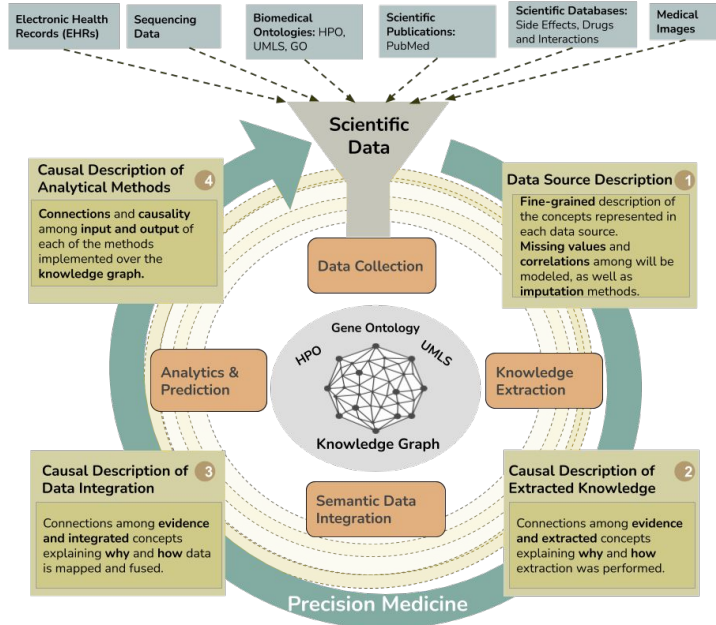 Electronic Health
Records (EHRs)
Sequencing
Data
Biomedical
Ontologies: HPO,
UMLS, GO
Scientific
Publications:
PubMed
Scientific Databases:
Side Effects, Drugs
and Interactions
Medical
Images
Scientific
Data
Causal Description of
Analytical Methods
4
Connections and causality
among input and output of
each of the methods
implemented over the
knowledge graph.
Data Source Description
1
Fine-grained description of
the concepts represented in
each data source.
Missing values and
correlations among will be
modeled, as well as
imputation methods.
Data Collection
Gene Ontology
HPO
UMLS
Knowledge Graph
Analytics &
Prediction
Knowledge
Extraction
Semantic Data
Integration
Causal Description of
Data Integration
3
Connections among evidence
and integrated concepts
explaining why and how data
is mapped and fused.
Causal Description of
Extracted Knowledge
2
Connections among evidence
and extracted concepts
explaining why and how
extraction was performed.
Precision Medicine